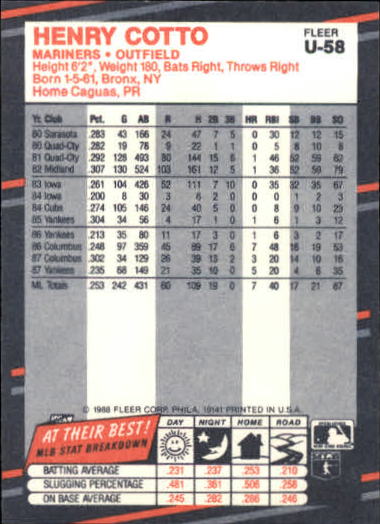 HENRY COTTO
FLEER
U-58
MARINERS • OUTFIELD
Height 6'2", Weight 180, Bats Right, Throws Right
Born 1-5-61, Bronx, NY
Home Caguas, PR
Yr. Club Pct. G AB R H 2B 3B HR RBI SB BB SO
80 Sarasota .283 43 166 24 47 7 5 0 30 12 12 15
80 Quad-Cty .282 19 78 9 22 1 1 0 5 8 10 8
81 Quad-Cty .292 128 493 80 144 15 6 1 46 52 59 62
82 Midland .307 130 524 103 161 12 5 1 36 52 59 79
83 Iowa .261 104 426 52 111 7 10 0 35 32 35 67
84 Iowa .200 8 30 3 6 2 0 0 0 1 2 3
84 Cubs .274 105 146 24 40 5 0 0 8 9 10 23
85 Yankees .304 34 56 4 17 1 0 1 6 1 3 12
86 Yankees .213 35 80 11 17 3 0 1 6 3 2 17
86 Columbus .248 97 359 45 89 17 6 7 48 16 19 53
87 Columbus .302 34 129 26 39 13 2 3 20 14 10 16
87 Yankees .235 68 149 21 35 10 0 5 20 4 6 35
ML Totals .253 242 431 60 109 19 0 7 40 17 21 87
© 1988 FLEER CORP. PHILA. 19141 PRINTED IN U.S.A.
AT THEIR BEST!
MLB STAT BREAKDOWN
DAY NIGHT HOME ROAD
BATTING AVERAGE .231 .237 .253 .210
SLUGGING PERCENTAGE .481 .361 .506 .258
ON BASE AVERAGE .245 .282 .286 .246